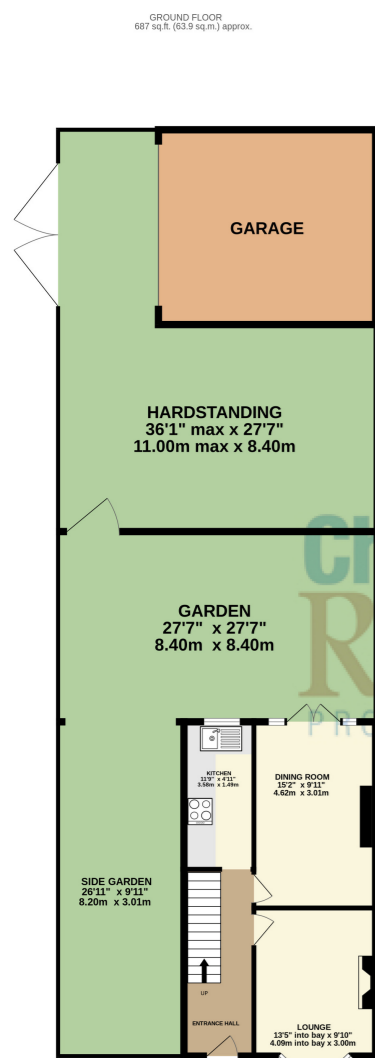 GROUND FLOOR
687 sq.ft. (63.9 sq.m.) approx.
GARAGE
HARDSTANDING
36'1" max x 27'7"
11.00m max x 8.40m
GARDEN
27'7" x 27'7"
8.40m x 8.40m
KITCHEN
11'9" x 4'11"
3.58m x 1.49m
DINING ROOM
15'2" x 9'11"
4.62m x 3.01m
SIDE GARDEN
26'11" x 9'11"
8.20m x 3.01m
UP
ENTRANCE HALL
LOUNGE
13'5" into bay x 9'10"
4.09m into bay x 3.00m